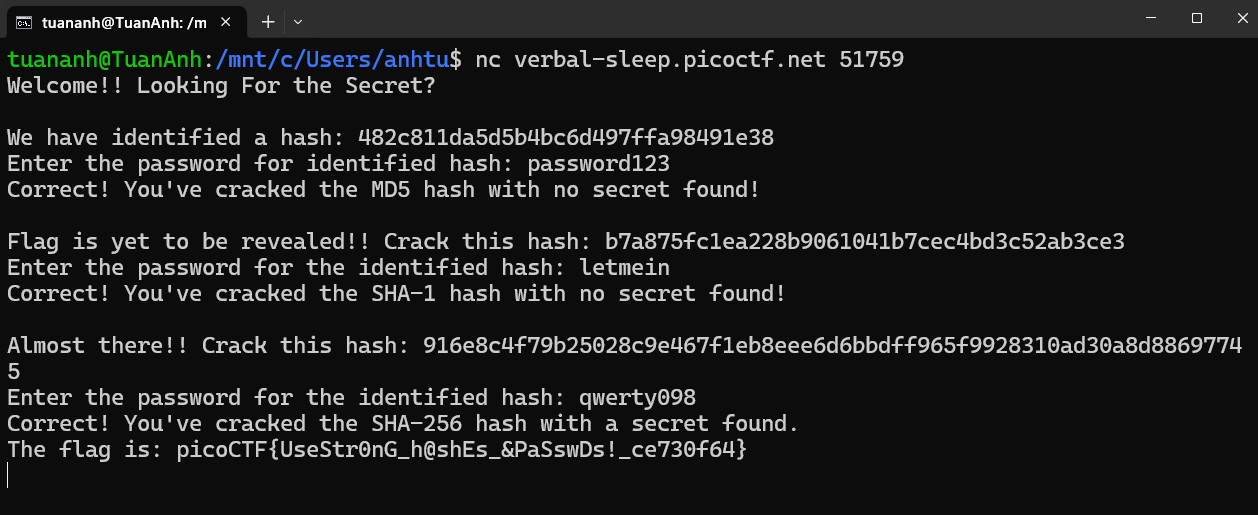 tuananh@TuanAnh: /m
tuananh@TuanAnh:/mnt/c/Users/anhtu$ nc verbal-sleep.picoctf.net 51759
Welcome!! Looking For the Secret?
We have identified a hash: 482c811da5d5b4bc6d497ffa98491e38
Enter the password for identified hash: password123
Correct! You've cracked the MD5 hash with no secret found!
Flag is yet to be revealed!! Crack this hash: b7a875fc1ea228b9061041b7cec4bd3c52ab3ce3
Enter the password for the identified hash: letmein
Correct! You've cracked the SHA-1 hash with no secret found!
Almost there!! Crack this hash: 916e8c4f79b25028c9e467f1eb8eee6d6bbdff965f9928310ad30a8d8869774
5
Enter the password for the identified hash: qwerty098
Correct! You've cracked the SHA-256 hash with a secret found.
The flag is: picoCTF{UseStr0nG_h@shEs_&PaSswDs!_ce730f64}